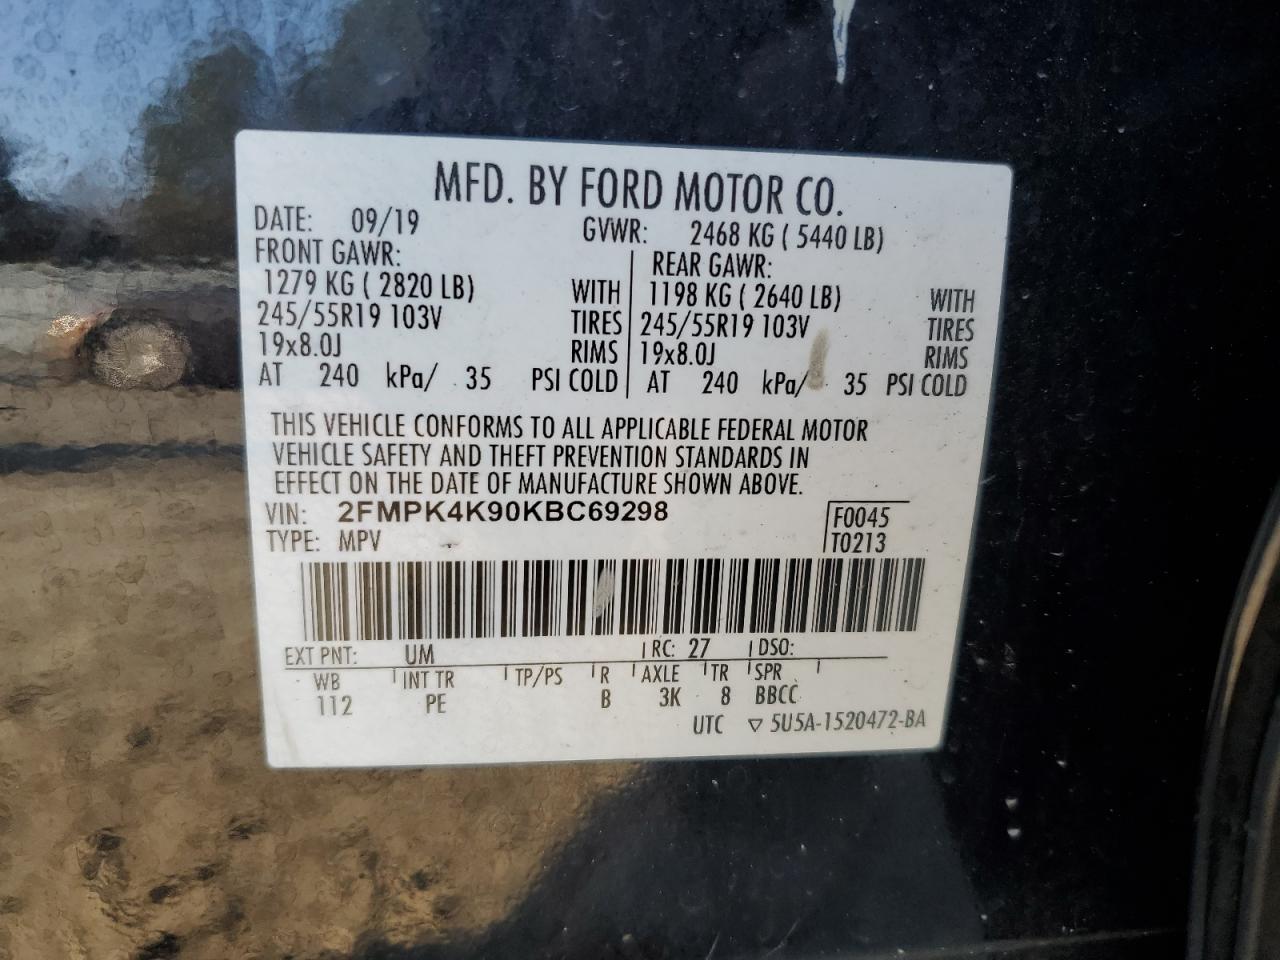 MFD. BY FORD MOTOR CO.
DATE: 09/19 GVWR: 2468 KG ( 5440 LB)
FRONT GAWR: REAR GAWR:
1279 KG ( 2820 LB) WITH 1198 KG ( 2640 LB) WITH
245/55R19 103V TIRES 245/55R19 103V TIRES
19x8.0J RIMS 19x8.0J RIMS
AT 240 kPa/ 35 PSI COLD AT 240 kPa/ 35 PSI COLD
THIS VEHICLE CONFORMS TO ALL APPLICABLE FEDERAL MOTOR
VEHICLE SAFETY AND THEFT PREVENTION STANDARDS IN
EFFECT ON THE DATE OF MANUFACTURE SHOWN ABOVE.
VIN: 2FMPK4K90KBC69298 F0045
TYPE: MPV T0213
EXT PNT: UM RC: 27 DSO:
WB INT TR TP/PS R AXLE TR SPR
112 PE B 3K 8 BBCC
UTC ▽ 5U5A-1520472-BA